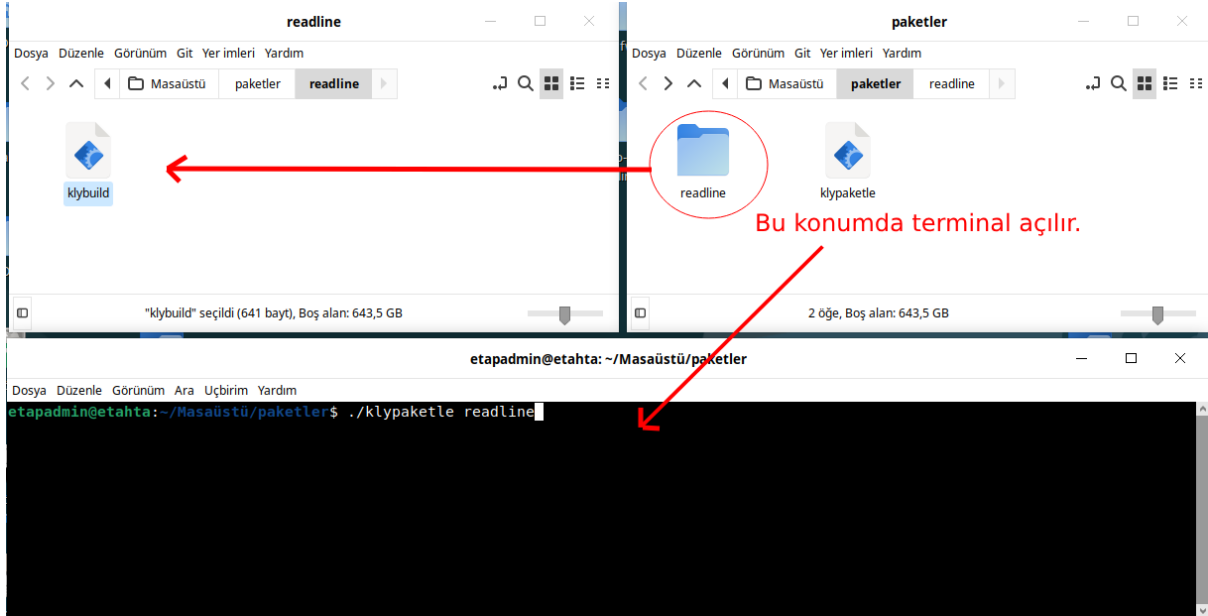 readline
Dosya Düzenle Görünüm Git Yer imleri Yardım
Masaüstü paketler readline
klybuild
"klybuild" seçildi (641 bayt), Boş alan: 643,5 GB
paketler
Dosya Düzenle Görünüm Git Yer imleri Yardım
Masaüstü paketler readline
readline klypaketle
Bu konumda terminal açılır.
2 öğe, Boş alan: 643,5 GB
etapadmin@etahta: ~/Masaüstü/paketler
Dosya Düzenle Görünüm Ara Uçbirim Yardım
etapadmin@etahta:~/Masaüstü/paketler$ ./klypaketle readline